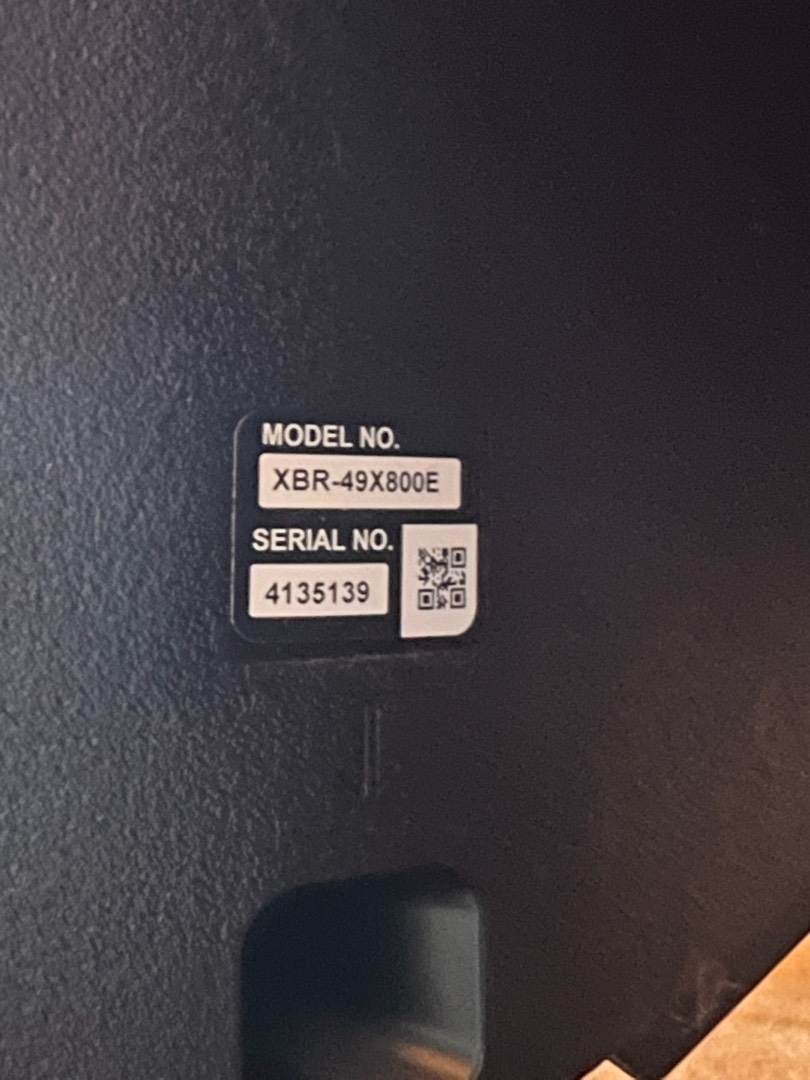 MODEL NO.
XBR-49X800E
SERIAL NO.
4135139